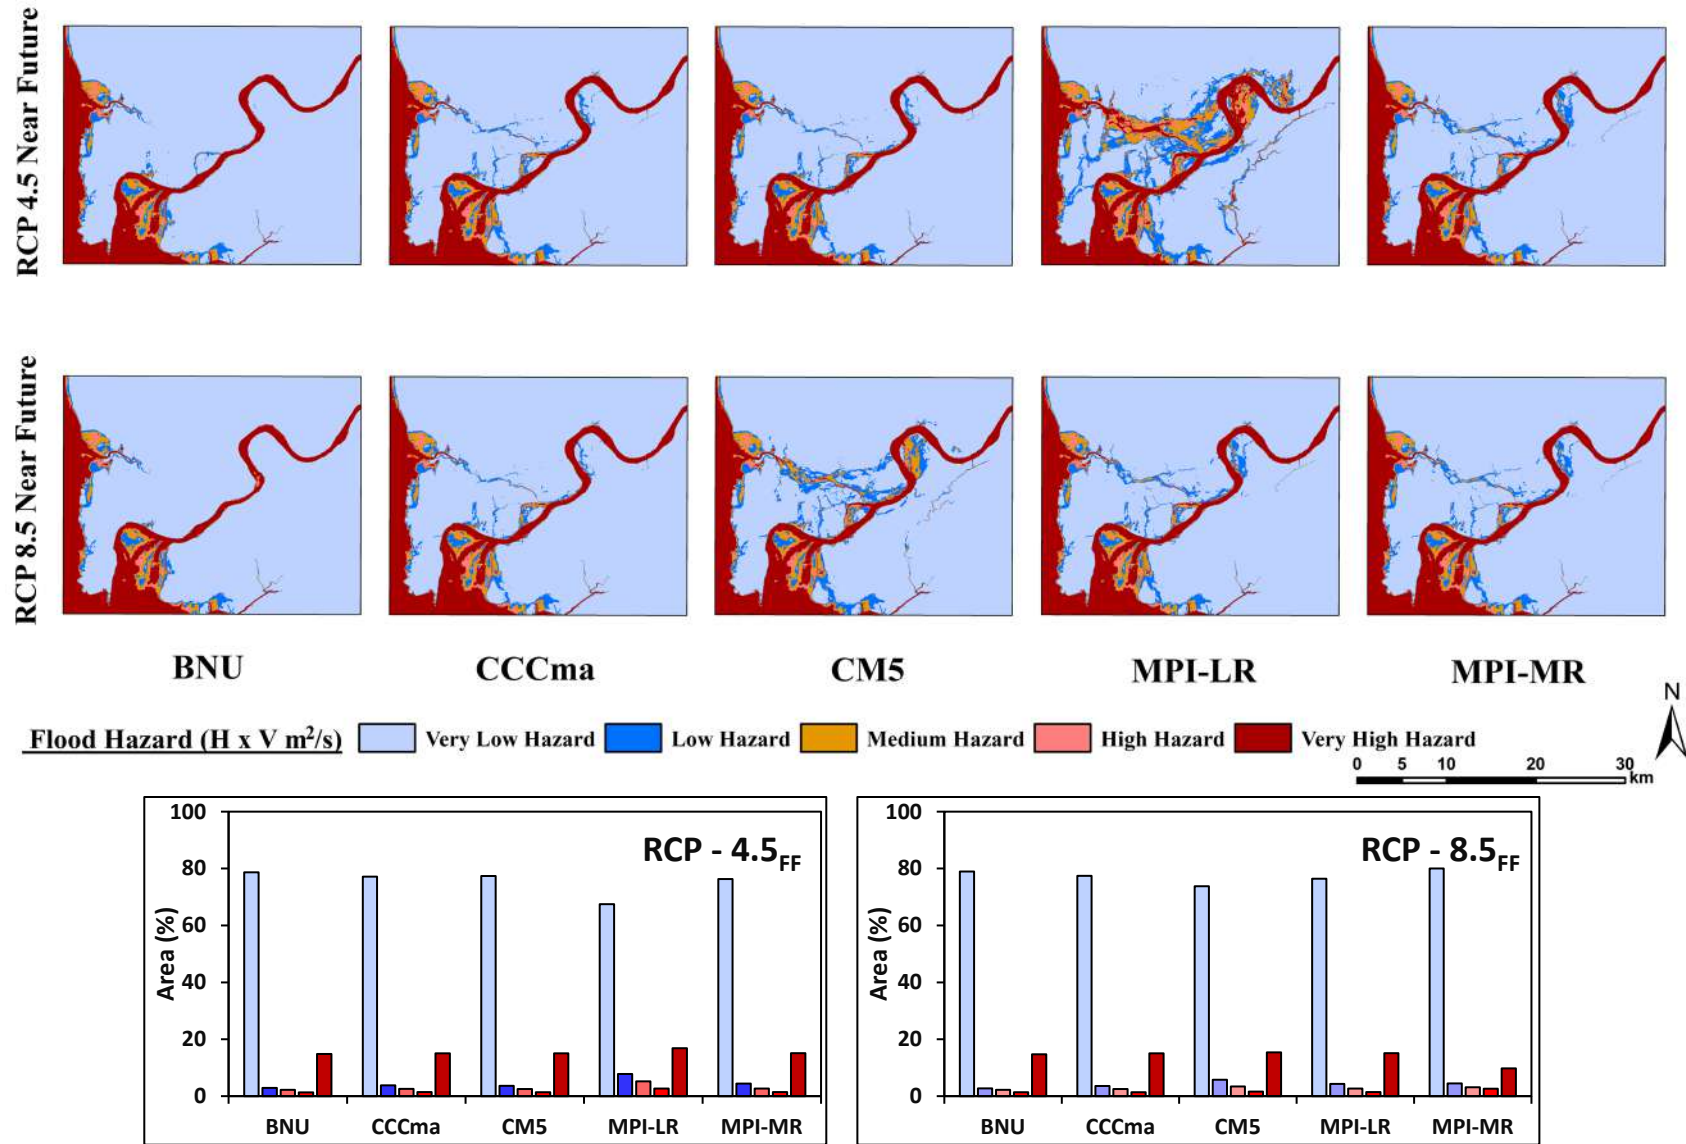 RCP 4.5 Near Future
RCP 8.5 Near Future
BNU CCCma CM5 MPI-LR MPI-MR
N
Flood Hazard (H x V m²/s) Very Low Hazard Low Hazard Medium Hazard High Hazard Very High Hazard
0 5 10 20 30 km
RCP - 4.5FF
Area (%)
100
80
60
40
20
0
BNU CCCma CM5 MPI-LR MPI-MR
RCP - 8.5FF
Area (%)
100
80
60
40
20
0
BNU CCCma CM5 MPI-LR MPI-MR